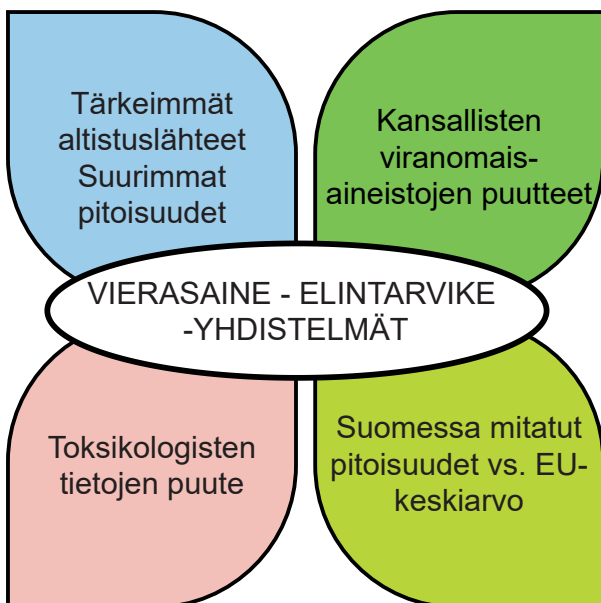 Tärkeimmät
altistuslähteet
Suurimmat
pitoisuudet
Kansallisten
viranomais-
aineistojen puutteet
VIERASAINE - ELINTARVIKE
-YHDISTELMÄT
Toksikologisten
tietojen puute
Suomessa mitatut
pitoisuudet vs. EU-
keskiarvo